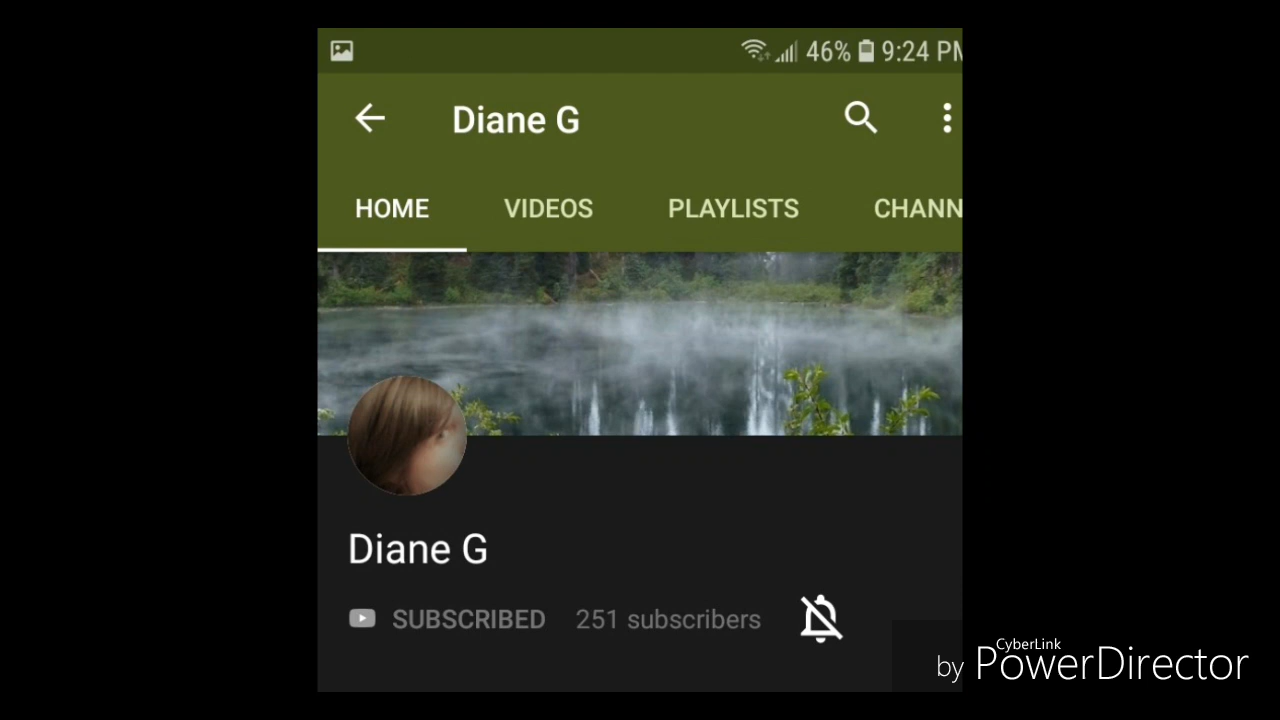 46% 9:24 PM
Diane G
HOME VIDEOS PLAYLISTS CHANN
Diane G
SUBSCRIBED 251 subscribers
CyberLink
by PowerDirector